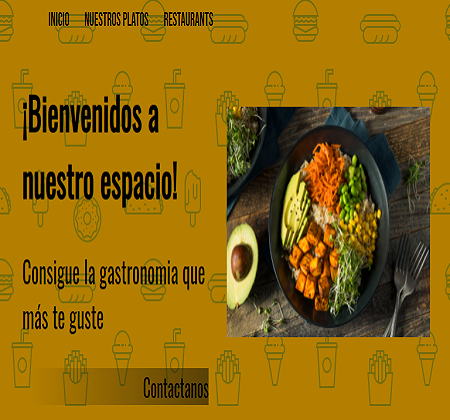 INICIO NUESTROS PLATOS RESTAURANTS
¡Bienvenidos a
nuestro espacio!
Consigue la gastronomia que
más te guste
Contactanos